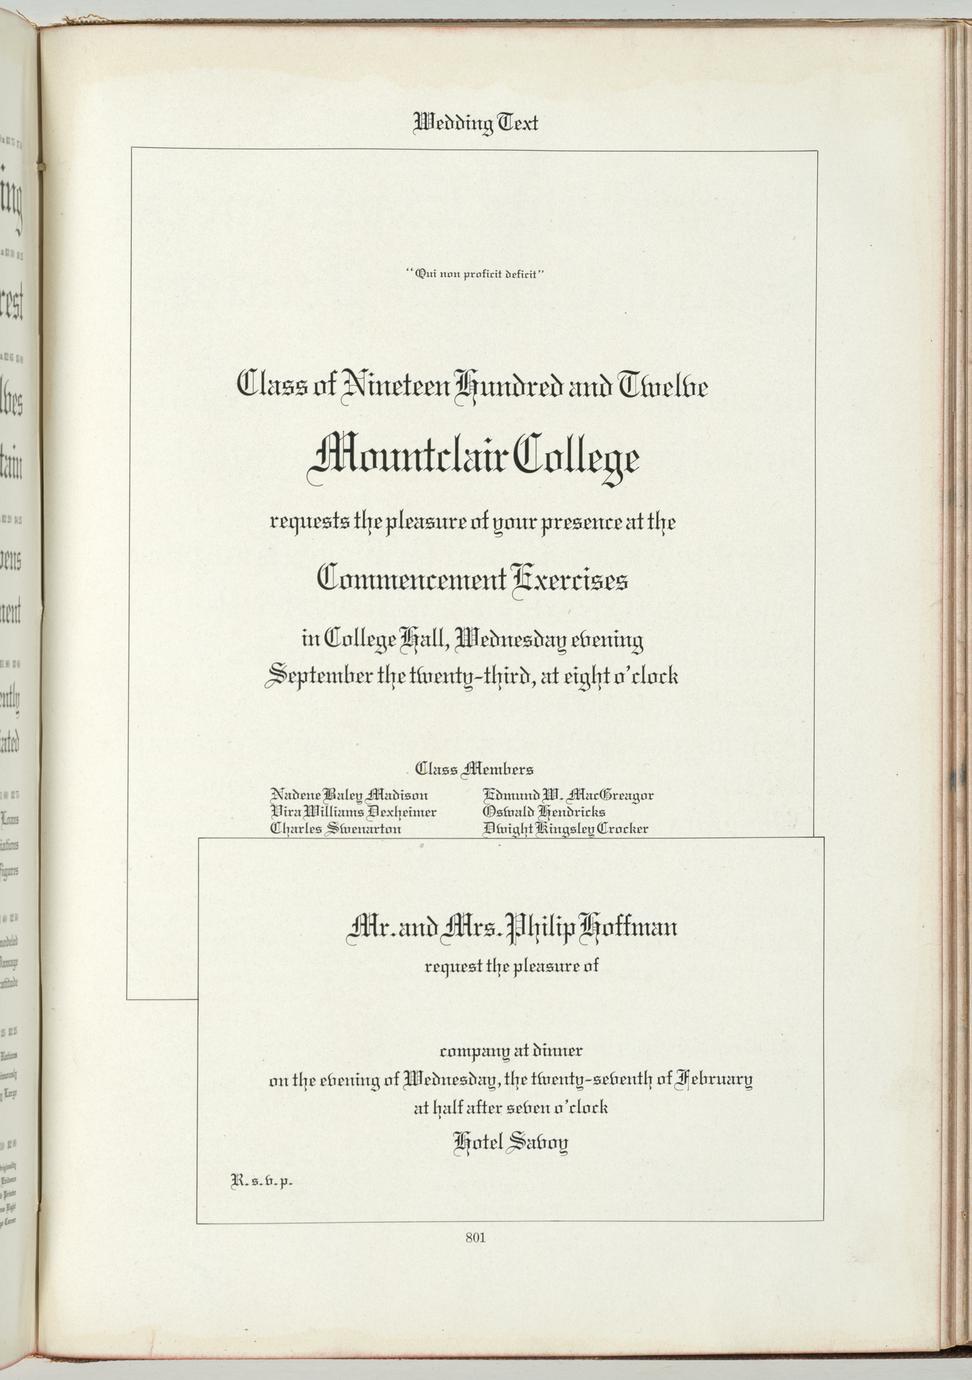 Wedding Text
“Qui non proficit deficit”
Class of Nineteen Hundred and Twelve
Mountclair College
requests the pleasure of your presence at the
Commencement Exercises
in College Hall, Wednesday evening
September the twenty-third, at eight o’clock
Class Members
Nadene Baley Madison
Vira Williams Dexheimer
Charles Swenarton
Edmund W. MacGreagor
Oswald Hendricks
Dwight Kingsley Crocker
Mr. and Mrs. Philip Hoffman
request the pleasure of
company at dinner
on the evening of Wednesday, the twenty-seventh of February
at half after seven o’clock
Hotel Savoy
R. s. v. p.
801